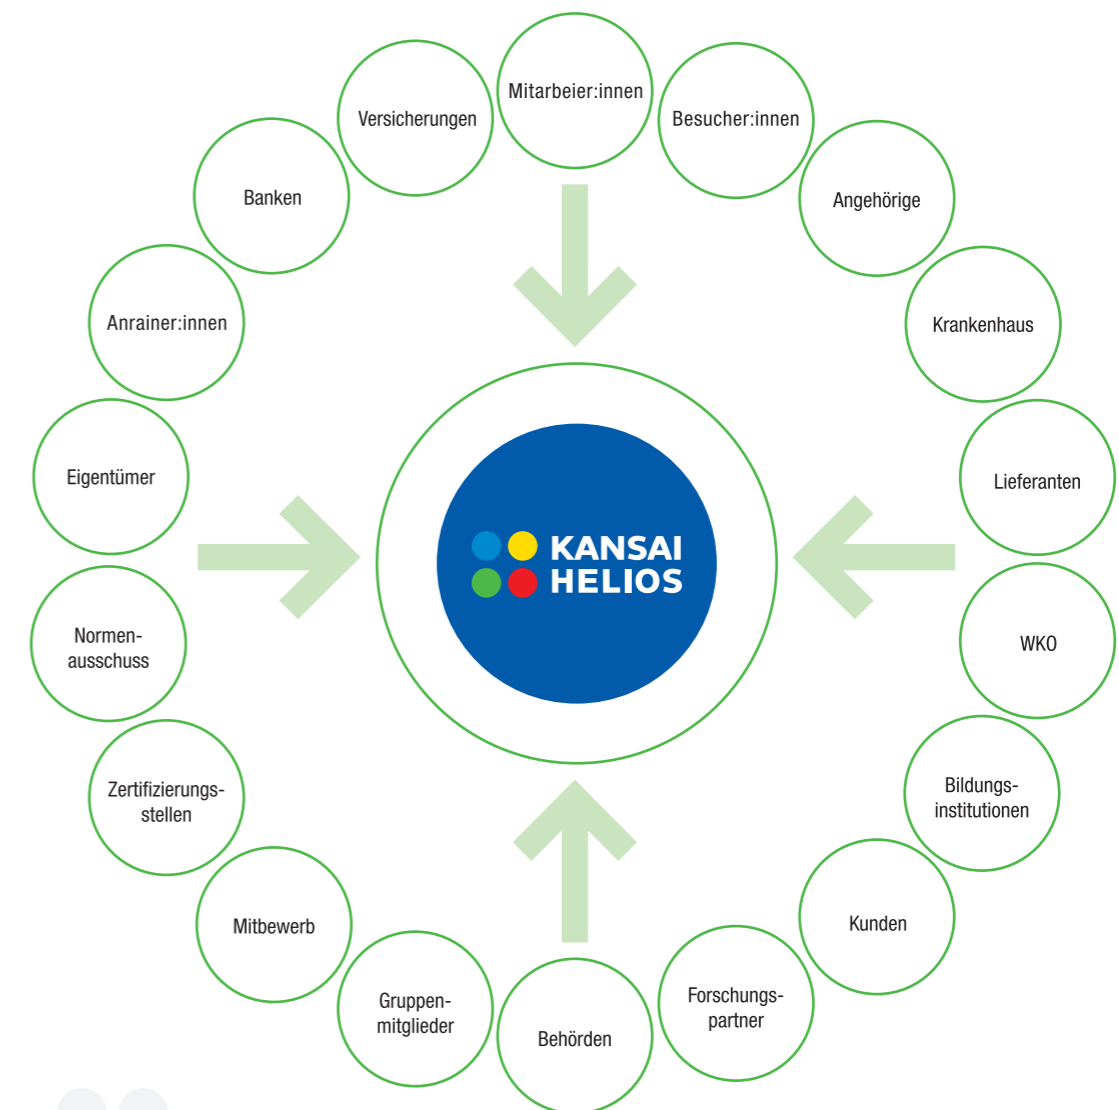 Mitarbeier:innen
Besucher:innen
Angehörige
Krankenhaus
Lieferanten
WKO
Bildungs-
institutionen
Kunden
Forschungs-
partner
Behörden
Gruppen-
mitglieder
Mitbewerb
Zertifizierungs-
stellen
Normen-
ausschuss
Eigentümer
Anrainer:innen
Banken
Versicherungen
KANSAI
HELIOS